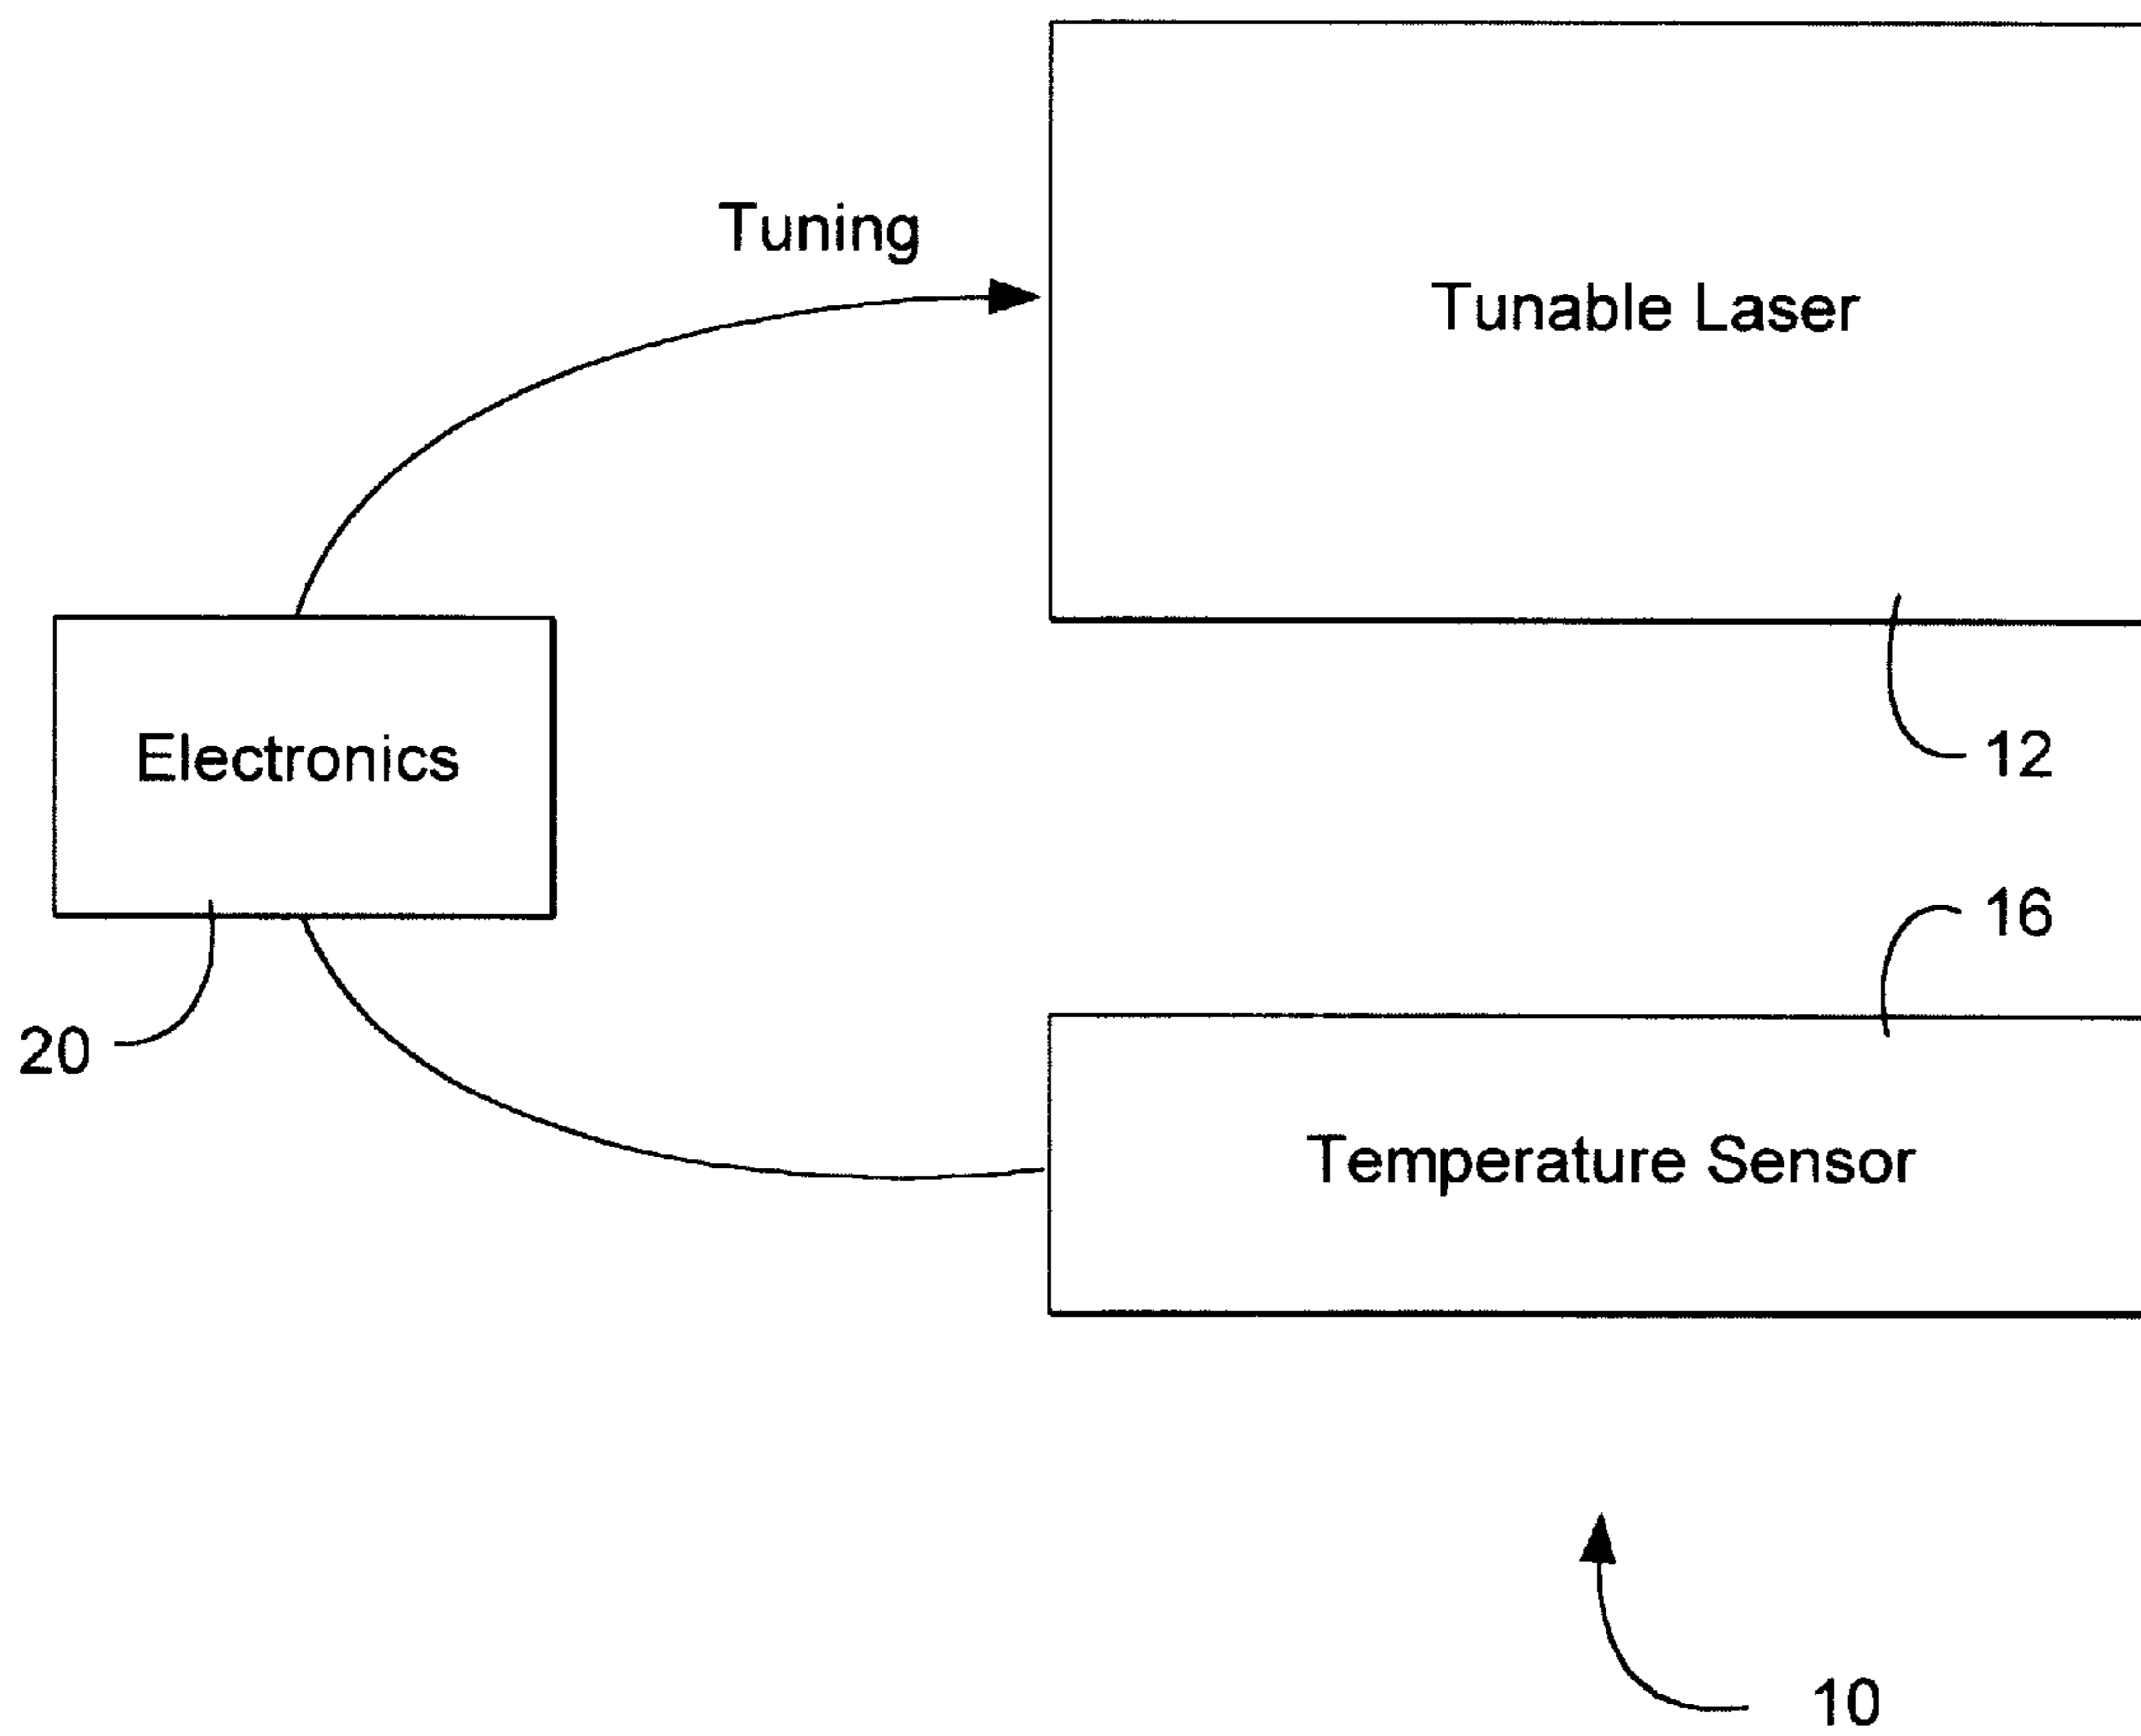 Tuning
Tunable Laser
Electronics
12
16
20
Temperature Sensor
10